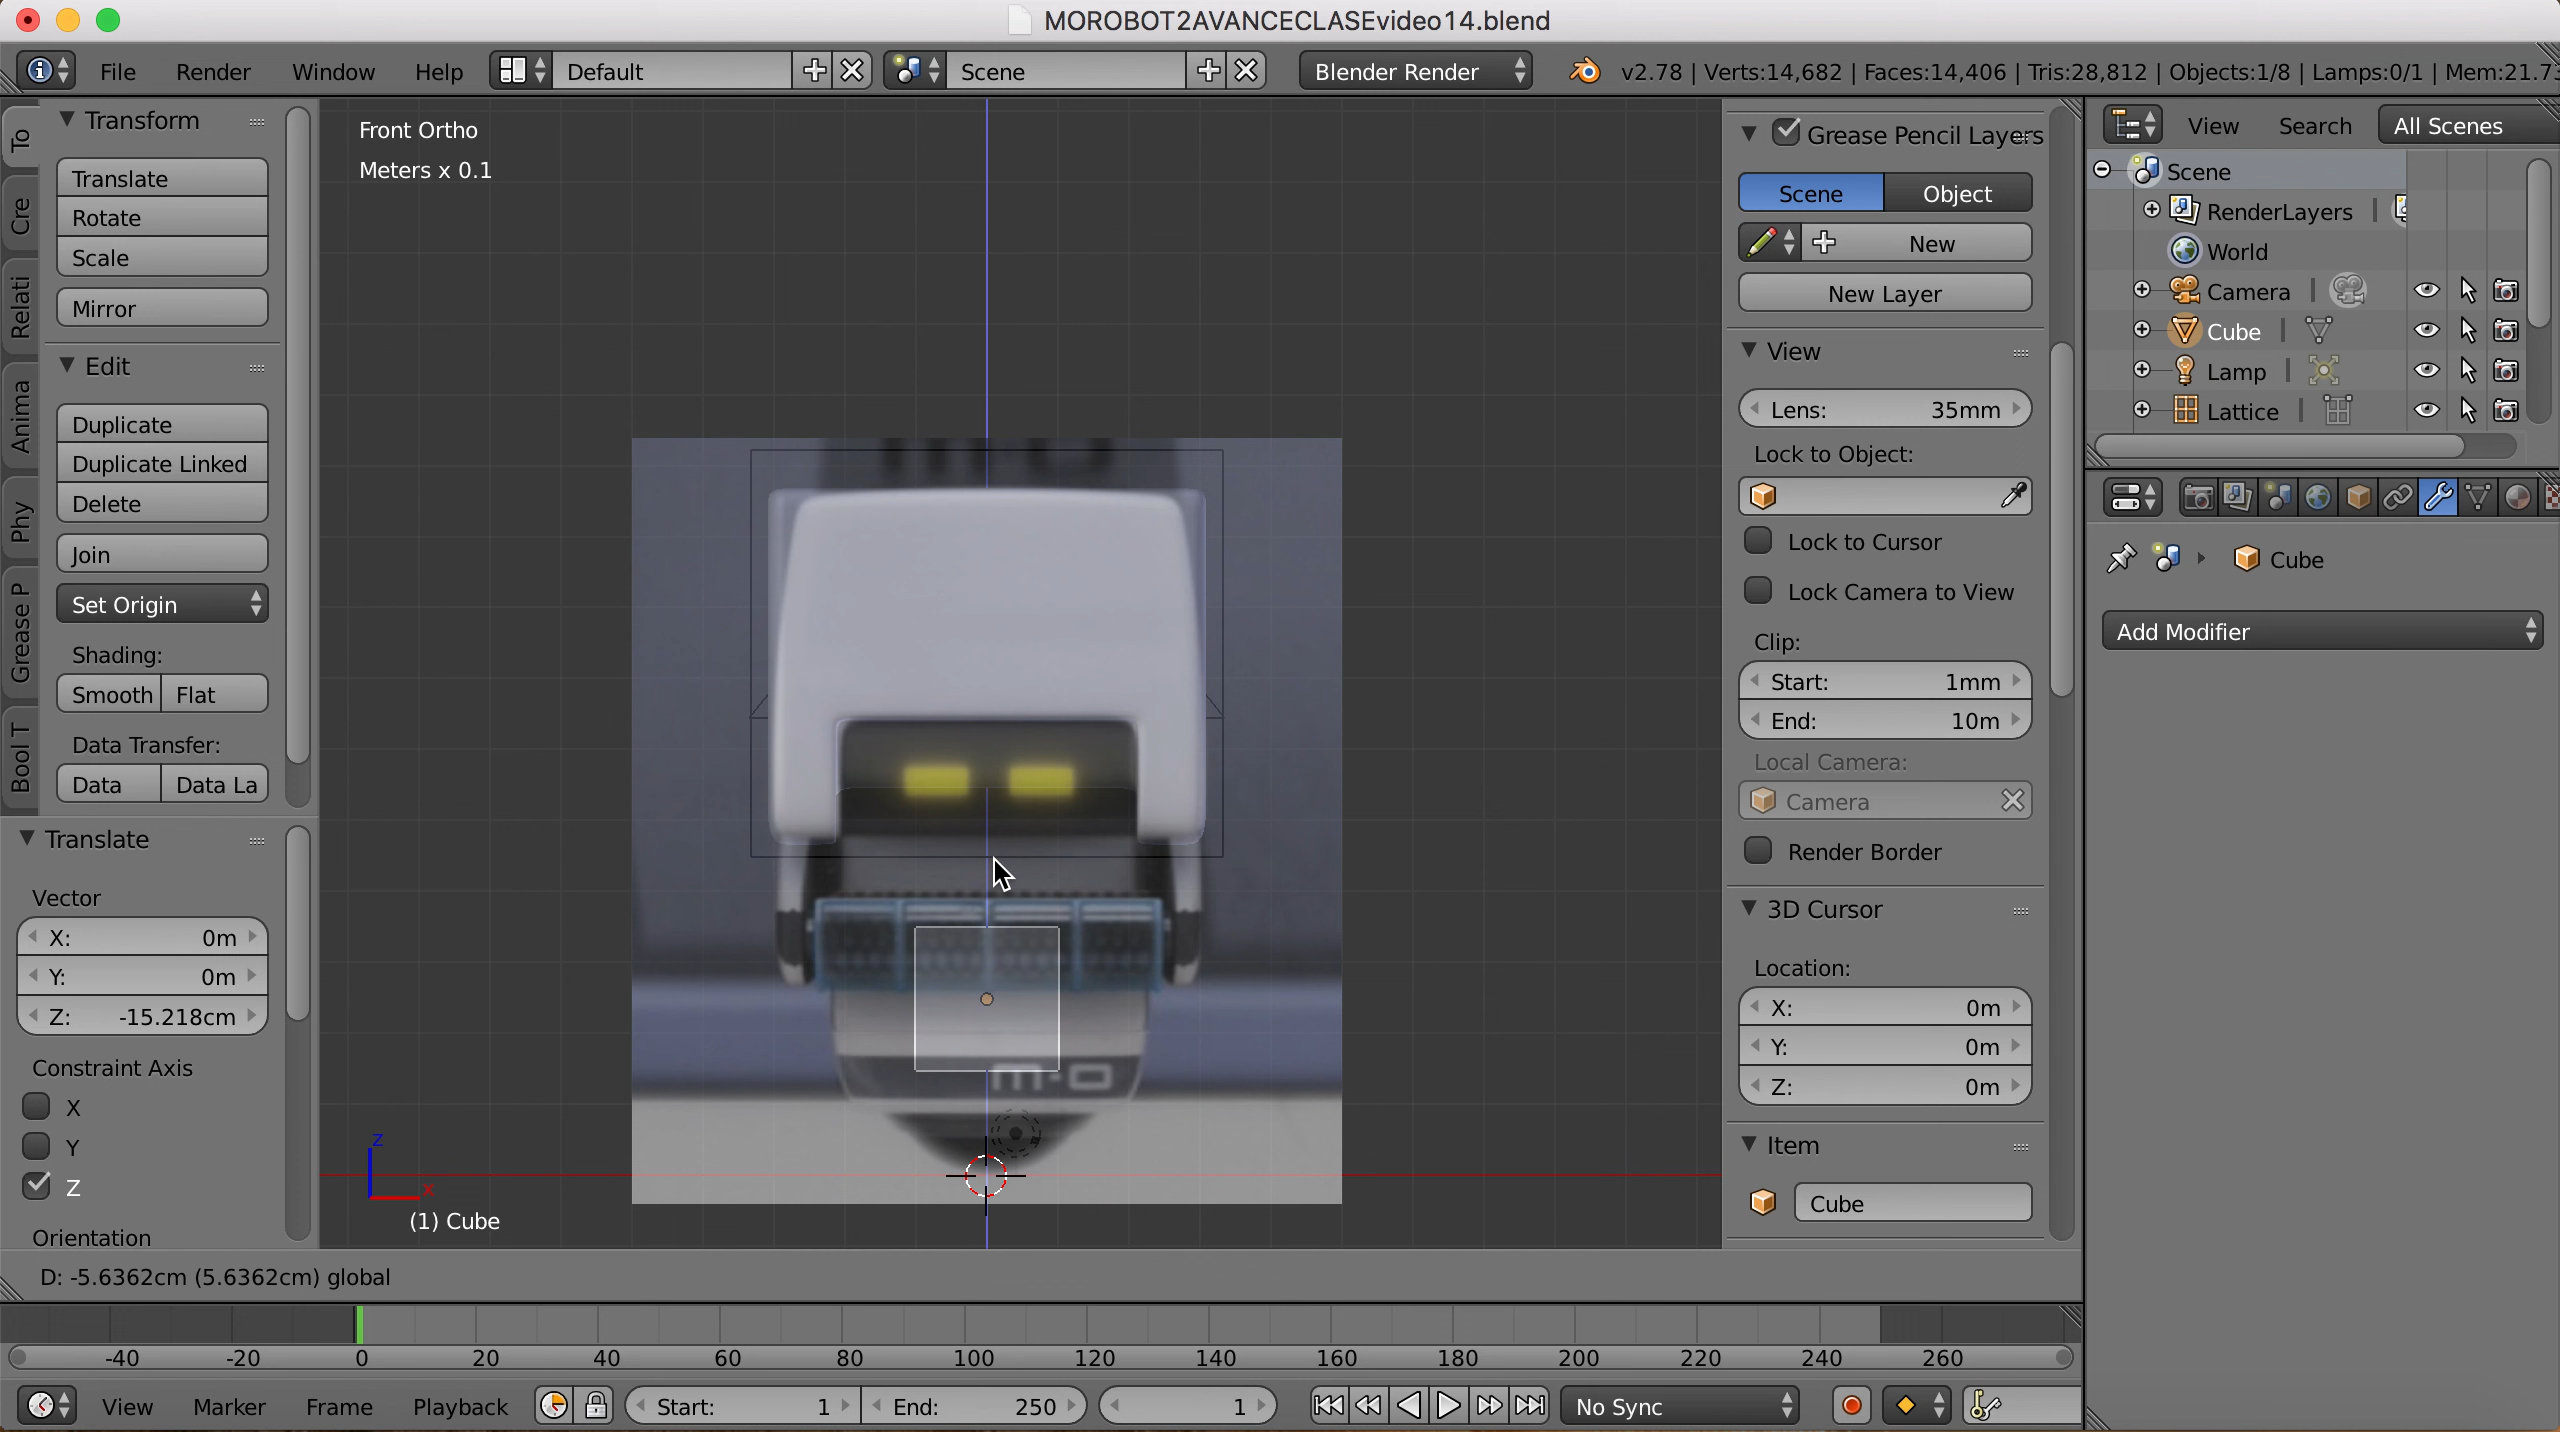 MOROBOT2AVANCECLASEvideo14.blend
File Render Window Help Default Scene Blender Render v2.78 | Verts:14,682 | Faces:14,406 | Tris:28,812 | Objects:1/8 | Lamps:0/1 | Mem:21.7
To
Cre
Relati
Anima
Phy
Grease P
Bool T
Transform
Translate
Rotate
Scale
Mirror
Edit
Duplicate
Duplicate Linked
Delete
Join
Set Origin
Shading:
Smooth Flat
Data Transfer:
Data Data La
Translate
Vector
X: 0m
Y: 0m
Z: -15.218cm
Constraint Axis
X
Y
Z
Orientation
Front Ortho
Meters x 0.1
m-o
m-o
z
x
(1) Cube
D: -5.6362cm (5.6362cm) global
Grease Pencil Layers
Scene Object
New
New Layer
View
Lens: 35mm
Lock to Object:
Lock to Cursor
Lock Camera to View
Clip:
Start: 1mm
End: 10m
Local Camera:
Camera
Render Border
3D Cursor
Location:
X: 0m
Y: 0m
Z: 0m
Item
Cube
View Search All Scenes
Scene
RenderLayers |
World
Camera |
Cube |
Lamp |
Lattice |
Cube
Add Modifier
-40 -20 0 20 40 60 80 100 120 140 160 180 200 220 240 260
View Marker Frame Playback Start: 1 End: 250 1 No Sync